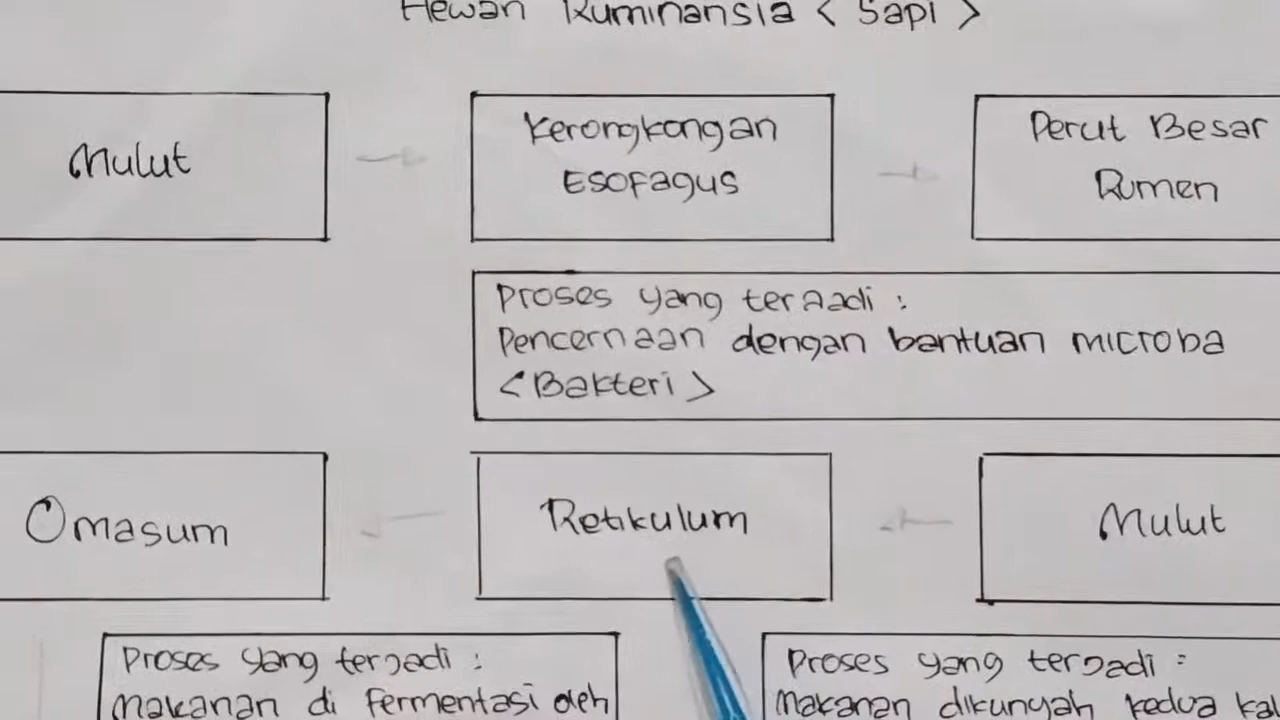 Hewan Ruminansia < Sapi >
Mulut
Kerongkongan
Esofagus
Perut Besar
Rumen
Proses yang terjadi :
Pencernaan dengan bantuan microba
< Bakteri >
Omasum
Retikulum
Mulut
Proses yang terjadi :
Makanan di fermentasi oleh
Proses yang terjadi :
Makanan dikunyah kedua kal